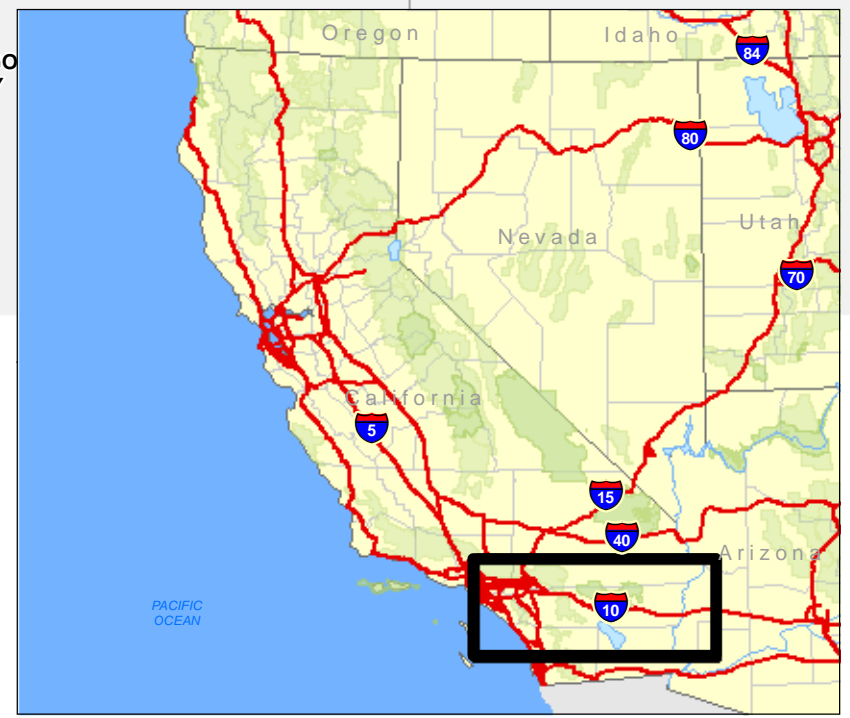 Oregon
Idaho
84
80
Utah
Nevada
70
California
5
15
40
Arizona
10
PACIFIC
OCEAN